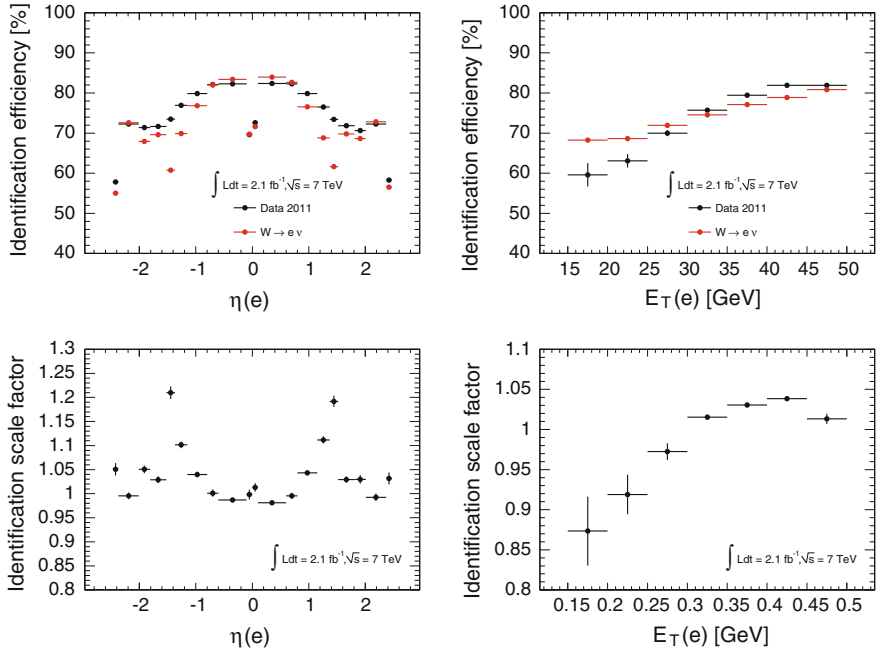 Identification efficiency [%]
100
90
80
70
60
50
40
∫ Ldt = 2.1 fb⁻¹,√s = 7 TeV
Data 2011
W → e ν
-2 -1 0 1 2
η(e)
Identification efficiency [%]
100
90
80
70
60
50
40
∫ Ldt = 2.1 fb⁻¹,√s = 7 TeV
Data 2011
W → e ν
15 20 25 30 35 40 45 50
E_T(e) [GeV]
Identification scale factor
1.3
1.25
1.2
1.15
1.1
1.05
1
0.95
0.9
0.85
0.8
∫ Ldt = 2.1 fb⁻¹,√s = 7 TeV
-2 -1 0 1 2
η(e)
Identification scale factor
1.1
1.05
1
0.95
0.9
0.85
0.8
∫ Ldt = 2.1 fb⁻¹,√s = 7 TeV
0.15 0.2 0.25 0.3 0.35 0.4 0.45 0.5
E_T(e) [GeV]